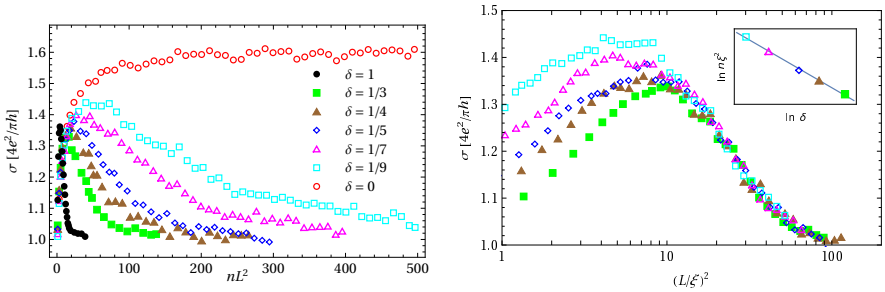 σ [4e²/πh]
1.6
1.5
1.4
1.3
1.2
1.1
1.0
0
100
200
300
400
500
nL²
δ = 1
δ = 1/3
δ = 1/4
δ = 1/5
δ = 1/7
δ = 1/9
δ = 0
σ [4e²/πh]
1.5
1.4
1.3
1.2
1.1
1.0
1
5
10
50
100
(L/ξ)²
ln nξ²
ln δ